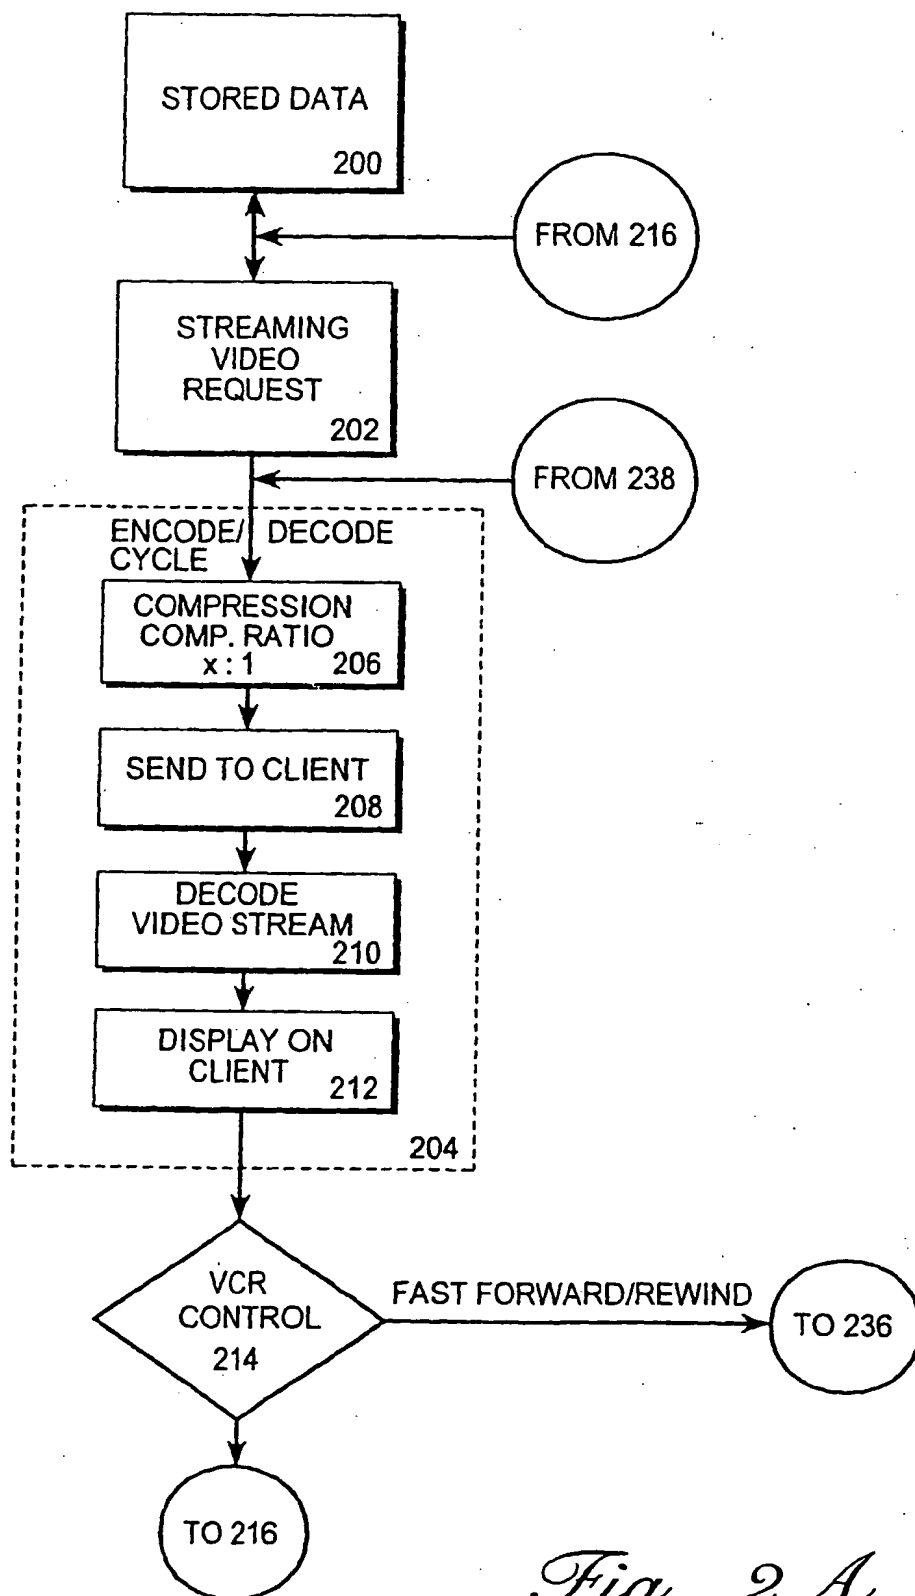 STORED DATA
200
FROM 216
STREAMING
VIDEO
REQUEST
202
FROM 238
ENCODE/ DECODE
CYCLE
COMPRESSION
COMP. RATIO
x : 1 206
SEND TO CLIENT
208
DECODE
VIDEO STREAM
210
DISPLAY ON
CLIENT 212
204
VCR
CONTROL
214
FAST FORWARD/REWIND
TO 236
TO 216
Fig. 2 A